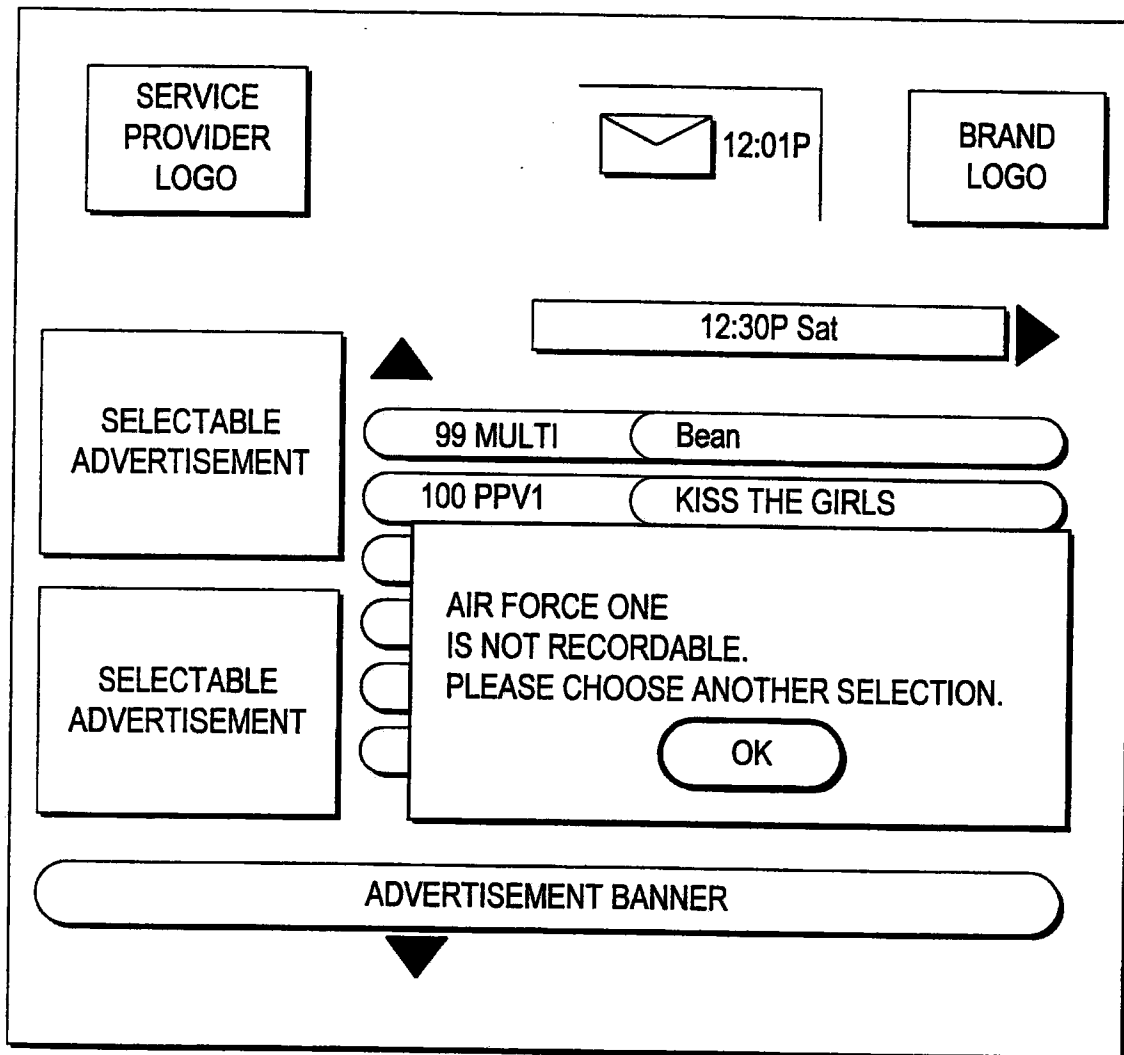 SERVICE
PROVIDER
LOGO
12:01P
BRAND
LOGO
12:30P Sat
SELECTABLE
ADVERTISEMENT
99 MULTI Bean
100 PPV1 KISS THE GIRLS
AIR FORCE ONE
IS NOT RECORDABLE.
PLEASE CHOOSE ANOTHER SELECTION.
OK
SELECTABLE
ADVERTISEMENT
ADVERTISEMENT BANNER